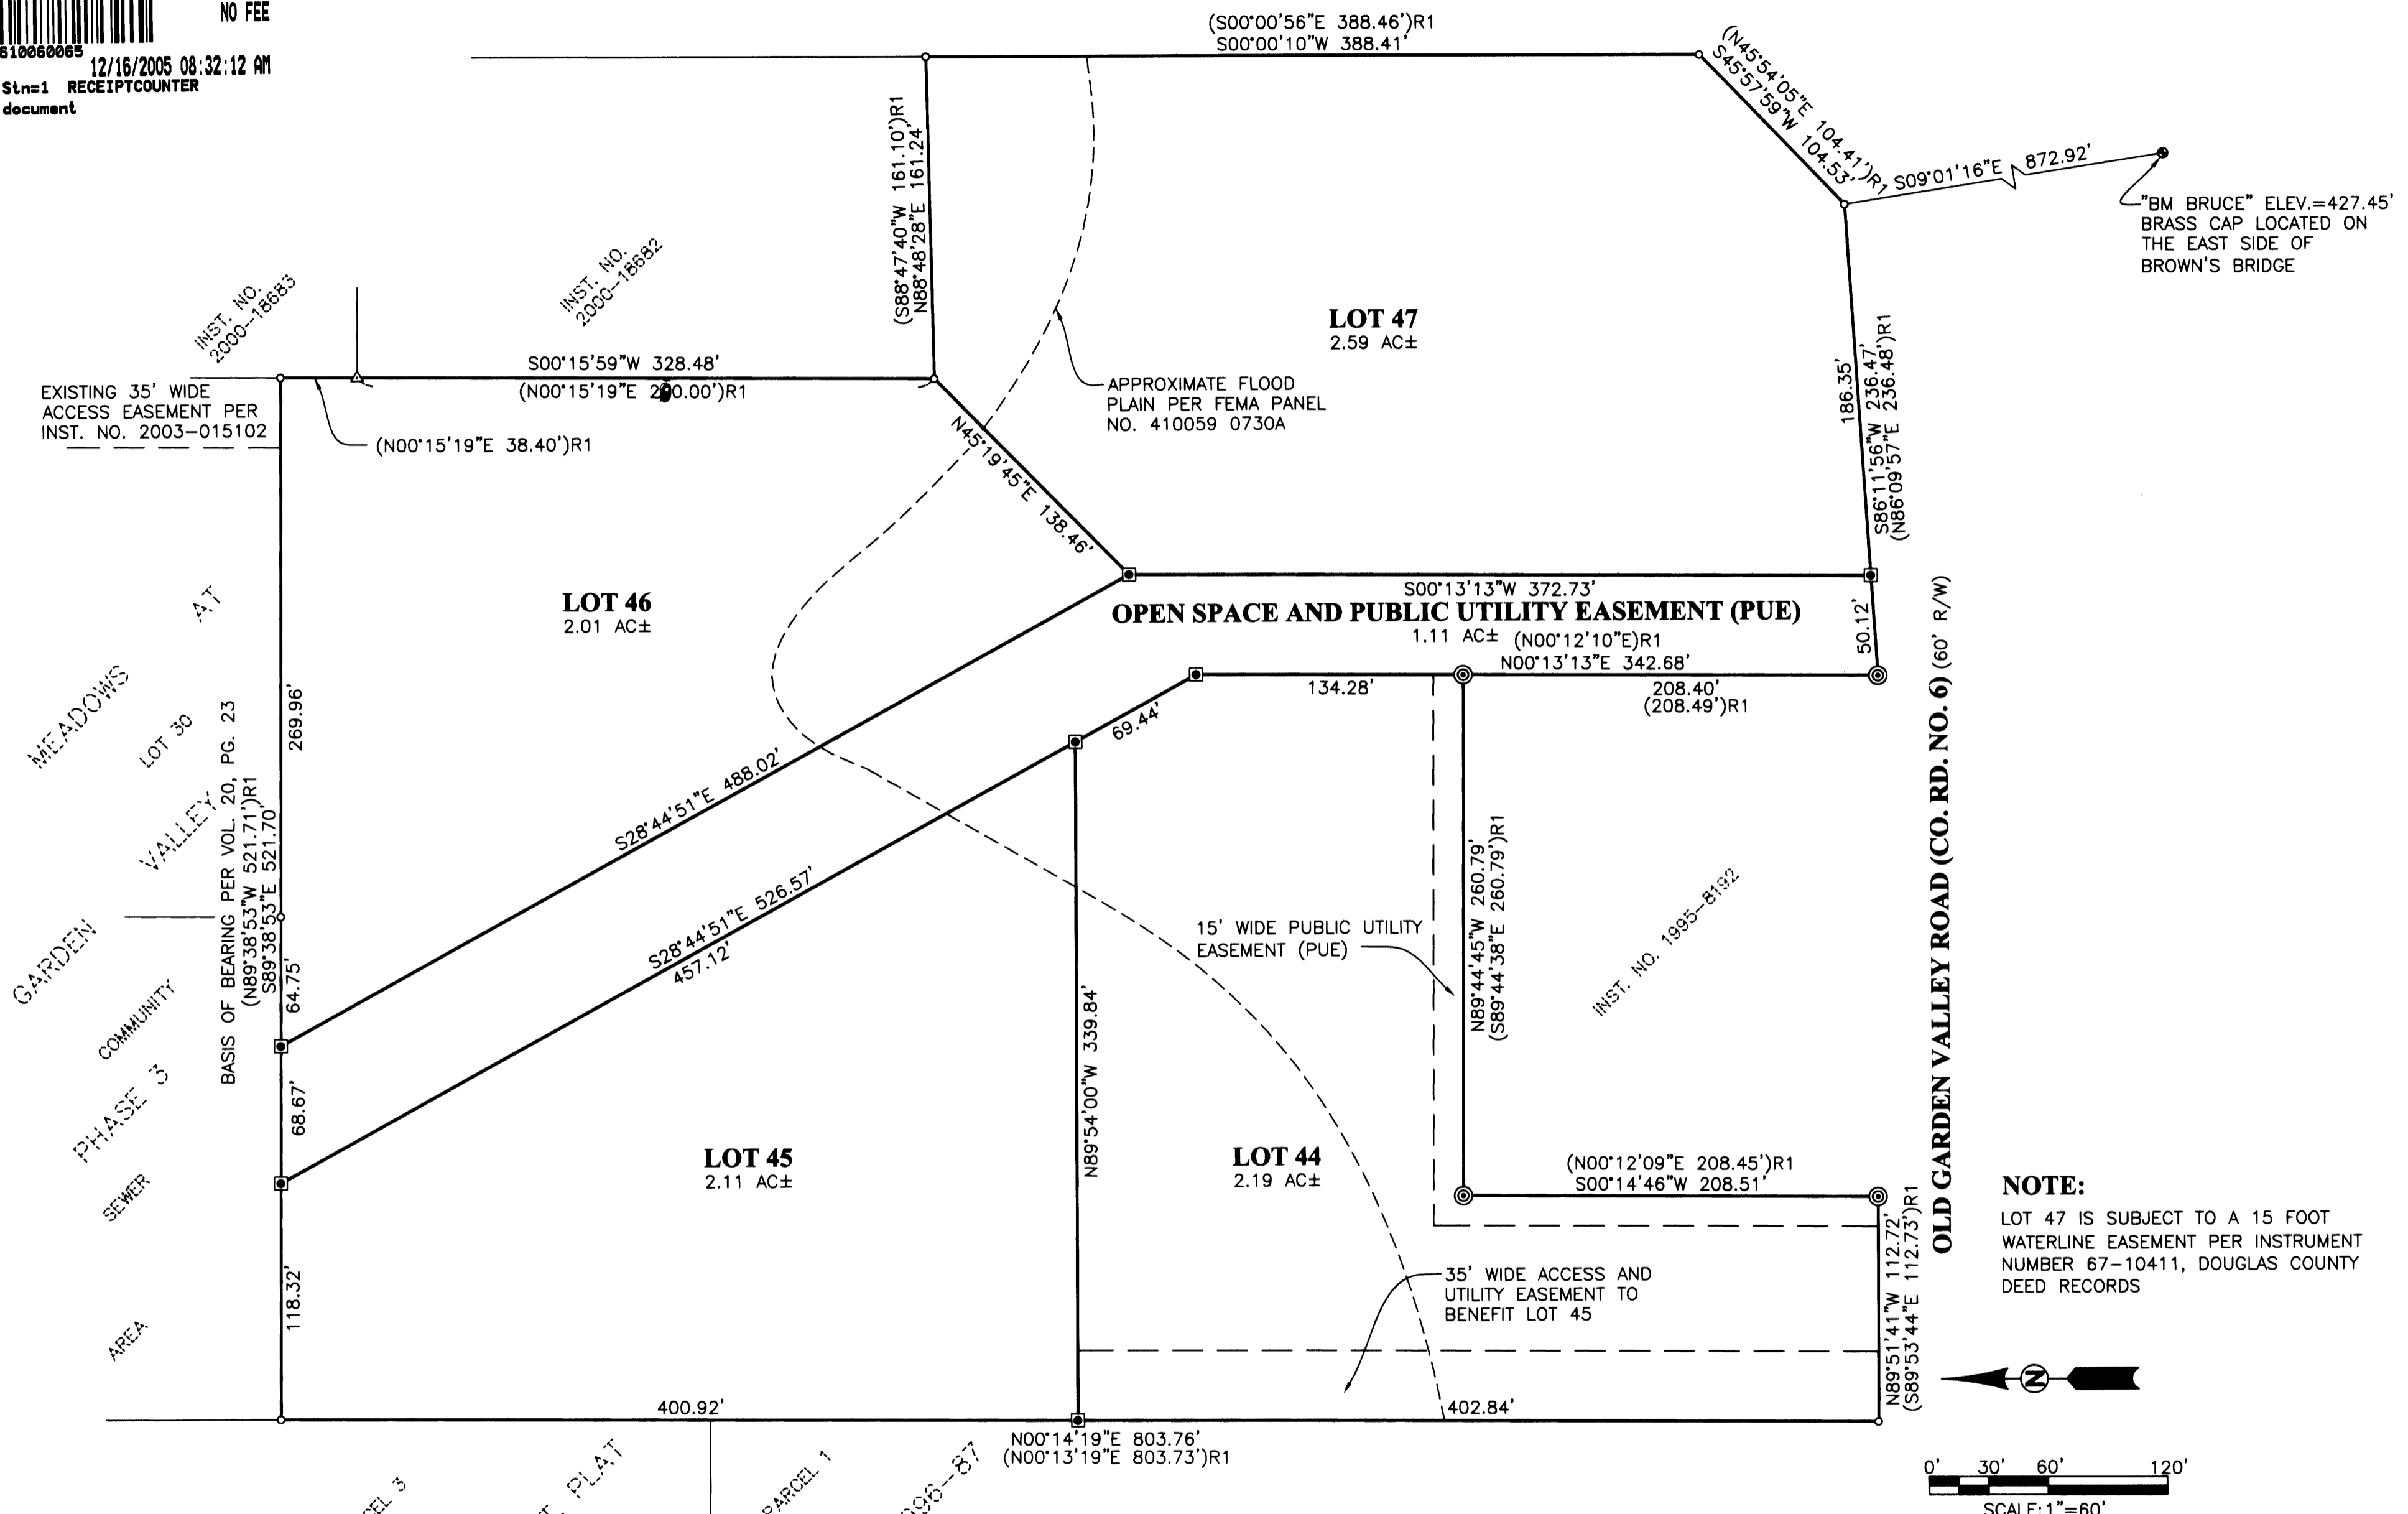 NO FEE
610060065
12/16/2005 08:32:12 AM
Stn=1 RECEIPTCOUNTER
document
(S00°00'56"E 388.46')R1
S00°00'10"W 388.41'
(N45°54'05"E 104.41')R1
S45°57'59"W 104.53'
S09°01'16"E 872.92'
"BM BRUCE" ELEV.=427.45'
BRASS CAP LOCATED ON
THE EAST SIDE OF
BROWN'S BRIDGE
(S88°47'40"W 161.10')R1
N88°48'28"E 161.24'
INST. NO.
2000-18683
INST. NO.
2000-18682
LOT 47
2.59 AC±
S00°15'59"W 328.48'
(N00°15'19"E 290.00')R1
(N00°15'19"E 38.40')R1
EXISTING 35' WIDE
ACCESS EASEMENT PER
INST. NO. 2003-015102
APPROXIMATE FLOOD
PLAIN PER FEMA PANEL
NO. 410059 0730A
N45°19'45"E 138.46'
186.35'
S86°11'56"W 236.47'
(N86°09'57"E 236.48')R1
LOT 46
2.01 AC±
S00°13'13"W 372.73'
OPEN SPACE AND PUBLIC UTILITY EASEMENT (PUE)
1.11 AC± (N00°12'10"E)R1
N00°13'13"E 342.68'
50.12'
134.28'
208.40'
(208.49')R1
69.44'
OLD GARDEN VALLEY ROAD (CO. RD. NO. 6) (60' R/W)
MEADOWS AT
LOT 30
GARDEN VALLEY
COMMUNITY
PHASE 3
SEWER
AREA
BASIS OF BEARING PER VOL. 20, PG. 23
(N89°38'53"W 521.71')R1
S89°38'53"E 521.70'
269.96'
64.75'
68.67'
118.32'
S28°44'51"E 488.02'
S28°44'51"E 526.57'
457.12'
15' WIDE PUBLIC UTILITY
EASEMENT (PUE)
N89°44'45"W 260.79'
(S89°44'38"E 260.79')R1
INST. NO. 1995-8192
N89°54'00"W 339.84'
LOT 45
2.11 AC±
LOT 44
2.19 AC±
(N00°12'09"E 208.45')R1
S00°14'46"W 208.51'
N89°51'41"W 112.72'
(S89°53'44"E 112.73')R1
35' WIDE ACCESS AND
UTILITY EASEMENT TO
BENEFIT LOT 45
NOTE:
LOT 47 IS SUBJECT TO A 15 FOOT
WATERLINE EASEMENT PER INSTRUMENT
NUMBER 67-10411, DOUGLAS COUNTY
DEED RECORDS
N
400.92'
402.84'
N00°14'19"E 803.76'
(N00°13'19"E 803.73')R1
CEL 3
PLAT
PARCEL 1
996-87
0' 30' 60' 120'
SCALE: 1"=60'